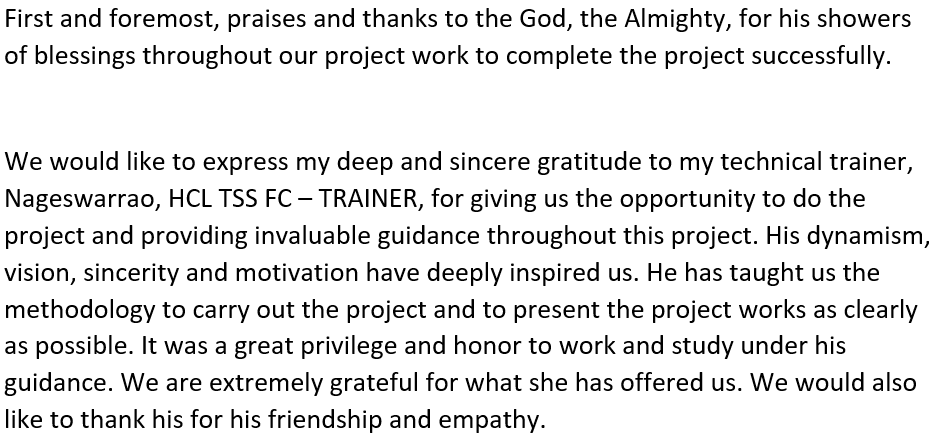 First and foremost, praises and thanks to the God, the Almighty, for his showers
of blessings throughout our project work to complete the project successfully.
We would like to express my deep and sincere gratitude to my technical trainer,
Nageswarrao, HCL TSS FC – TRAINER, for giving us the opportunity to do the
project and providing invaluable guidance throughout this project. His dynamism,
vision, sincerity and motivation have deeply inspired us. He has taught us the
methodology to carry out the project and to present the project works as clearly
as possible. It was a great privilege and honor to work and study under his
guidance. We are extremely grateful for what she has offered us. We would also
like to thank his for his friendship and empathy.